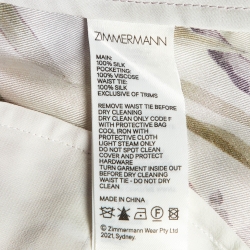 ZIMMERMANN
MAIN:
100% SILK
POCKETING:
100% VISCOSE
WAIST TIE:
100% SILK
EXCLUSIVE OF TRIMS
REMOVE WAIST TIE BEFORE
DRY CLEANING
DRY CLEAN ONLY CODE F
WITH PROTECTIVE BAG
COOL IRON WITH
PROTECTIVE CLOTH
LIGHT STEAM ONLY
DO NOT SPOT CLEAN
COVER AND PROTECT
HARDWARE
TURN GARMENT INSIDE OUT
BEFORE DRY CLEANING
WAIST TIE - DO NOT DRY
CLEAN
MADE IN CHINA
© Zimmermann Wear Pty Ltd
2021, Sydney.